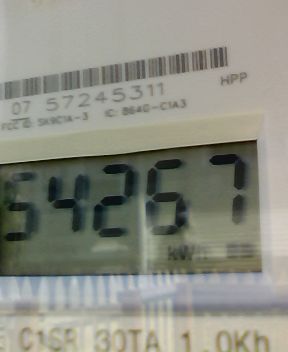 HPP
07 57245311
FCC ID: SK9C1A-3 IC: 864G-C1A3
54267
kWh
C1SR 30TA 1.0Kh